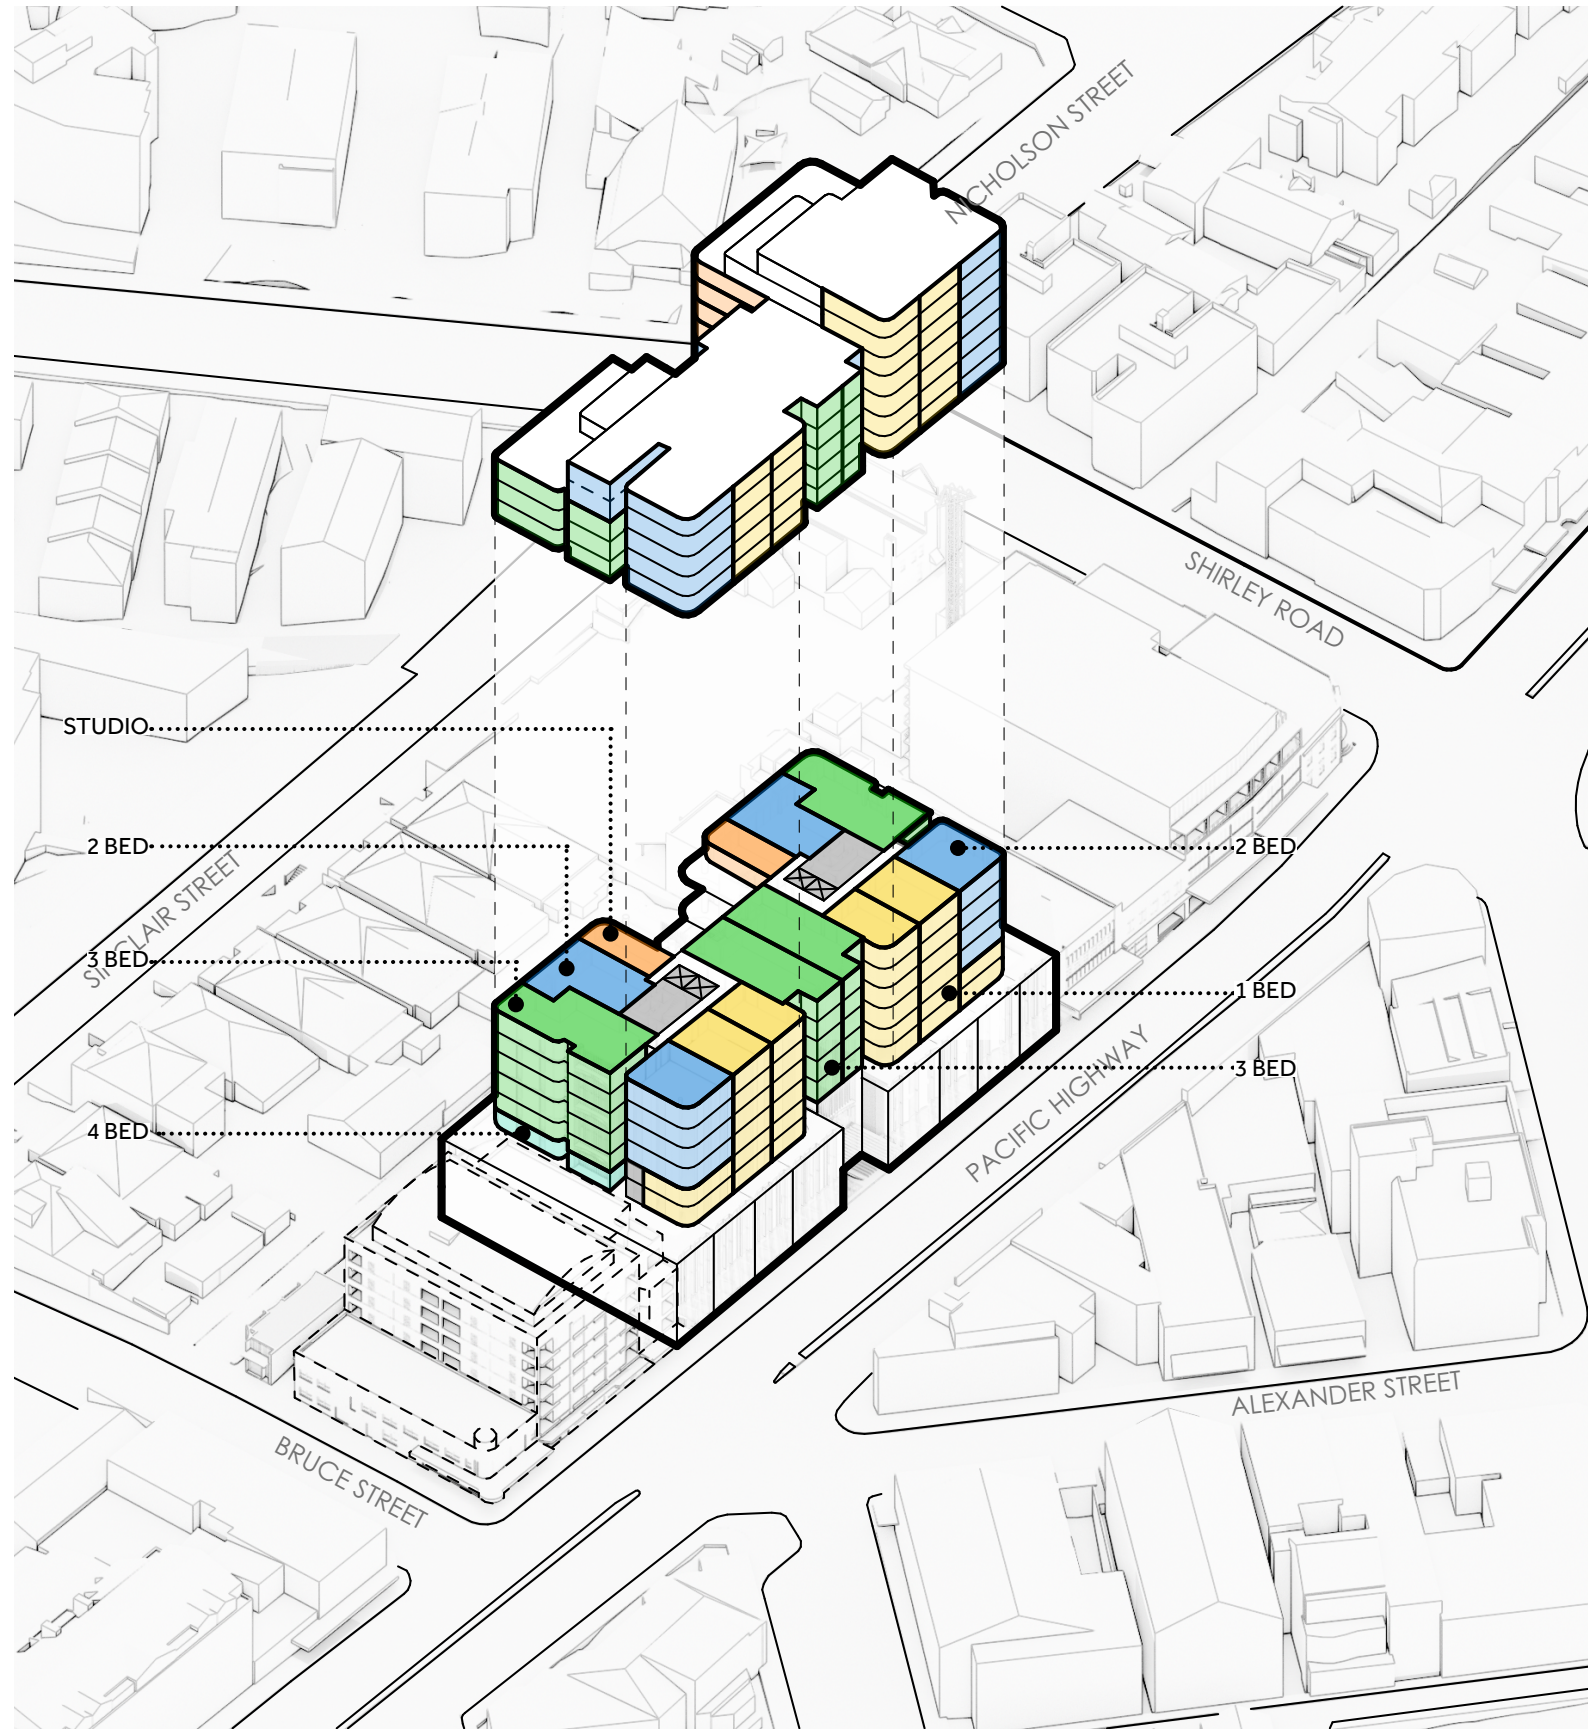 NICHOLSON STREET
SHIRLEY ROAD
STUDIO
2 BED
2 BED
SINCLAIR STREET
3 BED
1 BED
3 BED
PACIFIC HIGHWAY
4 BED
ALEXANDER STREET
BRUCE STREET